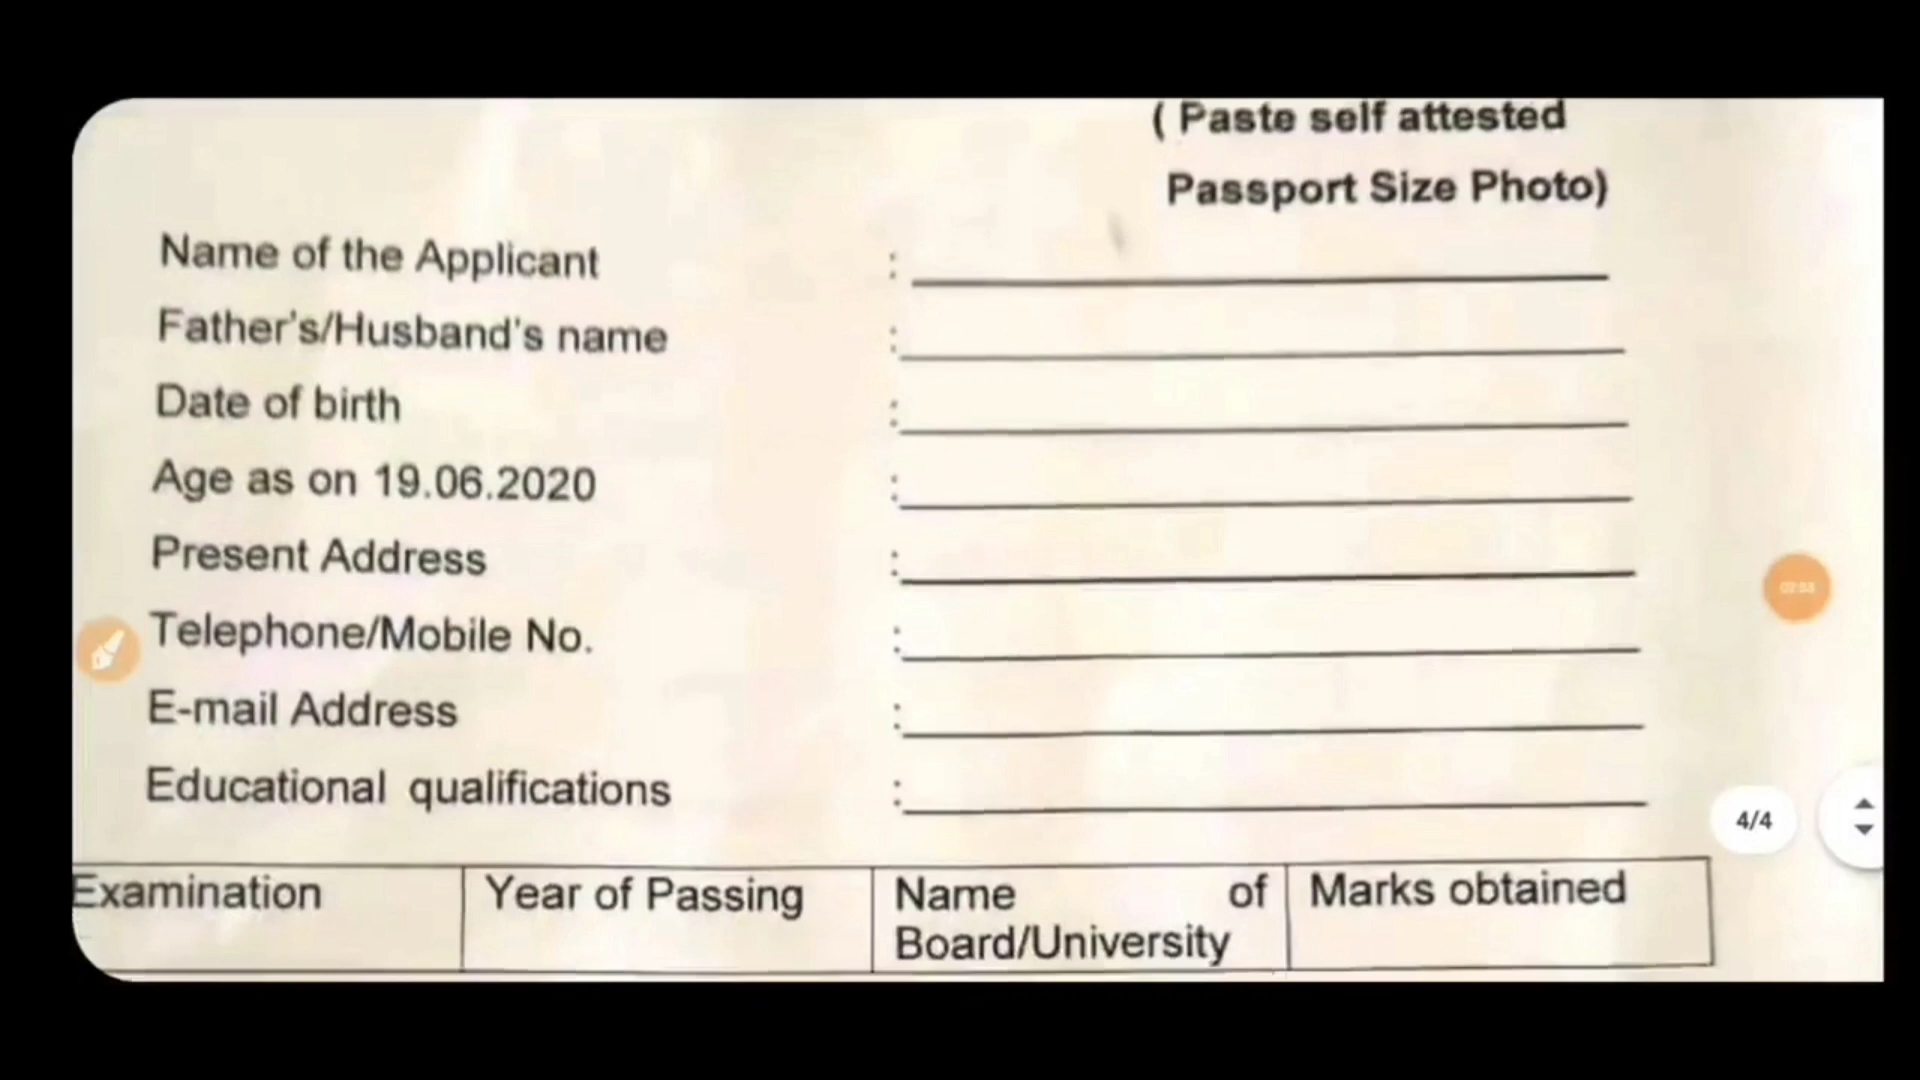 ( Paste self attested
Passport Size Photo)
Name of the Applicant :
Father's/Husband's name :
Date of birth :
Age as on 19.06.2020 :
Present Address :
Telephone/Mobile No. :
E-mail Address :
Educational qualifications :
4/4
Examination Year of Passing Name of Marks obtained
Board/University